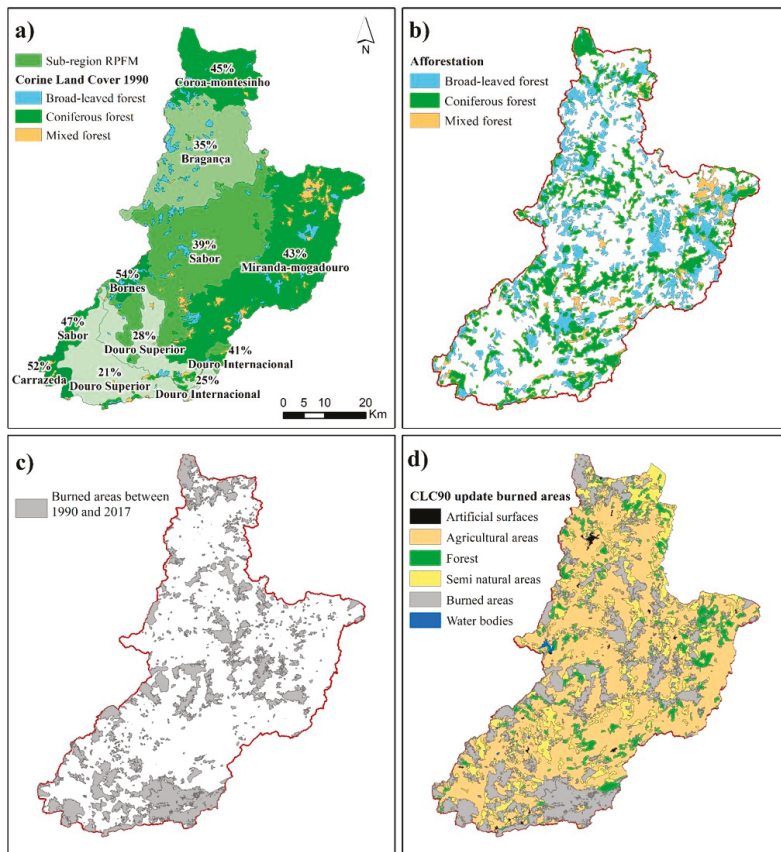 a)
N
Sub-region RPFM
Corine Land Cover 1990
Broad-leaved forest
Coniferous forest
Mixed forest
45%
Coroa-montesinho
35%
Bragança
39%
Sabor
43%
Miranda-mogadouro
54%
Bornes
47%
Sabor
28%
Douro Superior
41%
Douro Internacional
52%
Carrazeda
21%
Douro Superior
25%
Douro Internacional
0 5 10 20
Km
b)
Afforestation
Broad-leaved forest
Coniferous forest
Mixed forest
c)
Burned areas between
1990 and 2017
d)
CLC90 update burned areas
Artificial surfaces
Agricultural areas
Forest
Semi natural areas
Burned areas
Water bodies